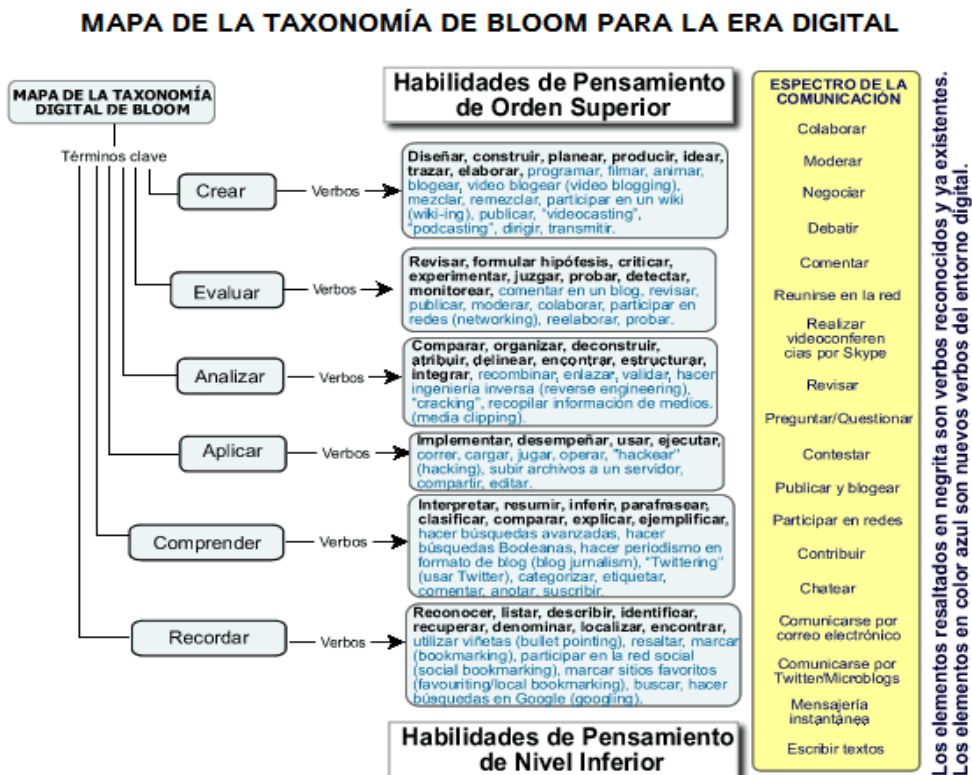 MAPA DE LA TAXONOMÍA DE BLOOM PARA LA ERA DIGITAL
MAPA DE LA TAXONOMÍA
DIGITAL DE BLOOM
Términos clave
Habilidades de Pensamiento
de Orden Superior
Crear
Verbos
Diseñar, construir, planear, producir, idear,
trazar, elaborar, programar, filmar, animar,
blogear, video blogear (video blogging),
mezclar, remezclar, participar en un wiki
(wiki-ing), publicar, "videocasting",
"podcasting", dirigir, transmitir.
Evaluar
Verbos
Revisar, formular hipófesis, criticar,
experimentar, juzgar, probar, detectar,
monitorear, comentar en un blog, revisar,
publicar, moderar, colaborar, participar en
redes (networking), reelaborar, probar.
Analizar
Verbos
Comparar, organizar, deconstruir,
atribuir, delinear, encontrar, estructurar,
integrar, recombinar, enlazar, validar, hacer
ingeniería inversa (reverse engineering),
"cracking", recopilar información de medios.
(media clipping).
Aplicar
Verbos
Implementar, desempeñar, usar, ejecutar,
correr, cargar, jugar, operar, "hackear"
(hacking), subir archivos a un servidor,
compartir, editar.
Comprender
Verbos
Interpretar, resumir, inferir, parafrasear,
clasificar, comparar, explicar, ejemplificar,
hacer búsquedas avanzadas, hacer
búsquedas Booleanas, hacer periodismo en
formato de blog (blog jurnalism), "Twittering"
(usar Twitter), categorizar, etiquetar,
comentar, anotar, suscribir.
Recordar
Verbos
Reconocer, listar, describir, identificar,
recuperar, denominar, localizar, encontrar,
utilizar viñetas (bullet pointing), resaltar, marcar
(bookmarking), participar en la red social
(social bookmarking), marcar sitios favoritos
(favouriting/local bookmarking), buscar, hacer
búsquedas en Google (googling).
Habilidades de Pensamiento
de Nivel Inferior
ESPECTRO DE LA
COMUNICACIÓN
Colaborar
Moderar
Negociar
Debatir
Comentar
Reunirse en la red
Realizar
videoconferen
cias por Skype
Revisar
Preguntar/Questionar
Contestar
Publicar y blogear
Participar en redes
Contribuir
Chatear
Comunicarse por
correo electrónico
Comunicarse por
Twitter/Microblogs
Mensajería
instantánea
Escribir textos
Los elementos resaltados en negrita son verbos reconocidos y ya existentes.
Los elementos en color azul son nuevos verbos del entorno digital.